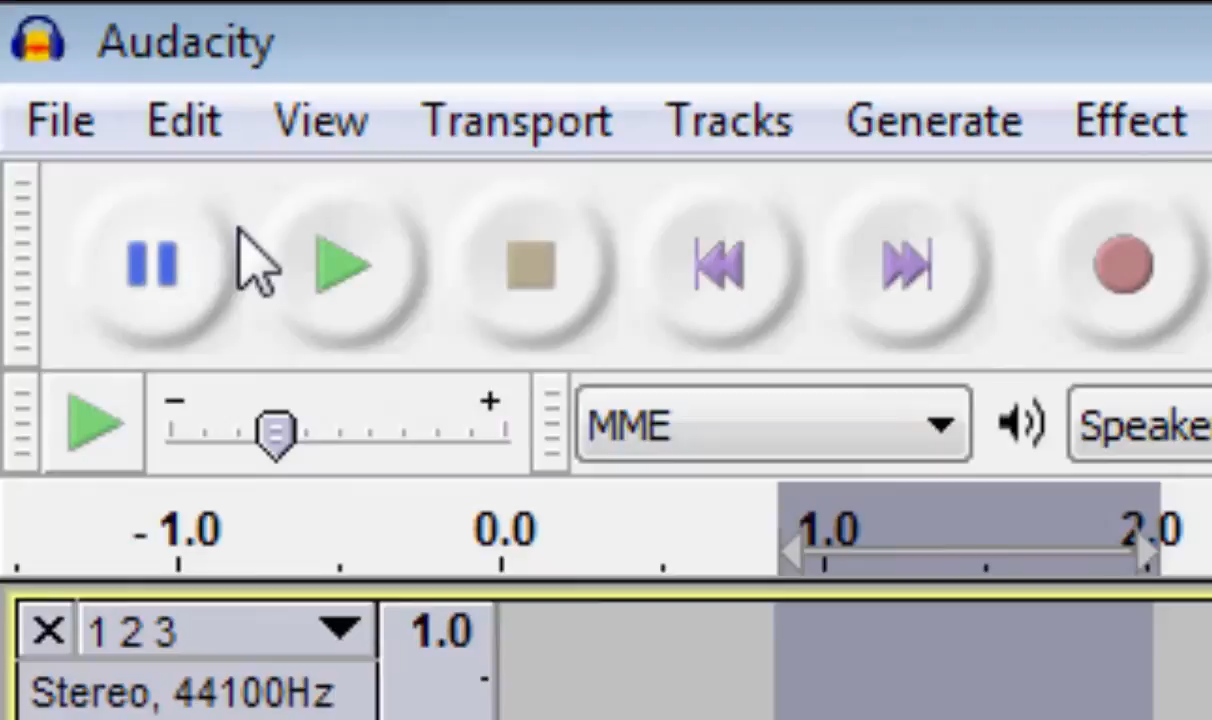 Audacity
File Edit View Transport Tracks Generate Effect
- +
MME Speake
- 1.0 0.0 1.0 2.0
1 2 3 1.0
Stereo, 44100Hz